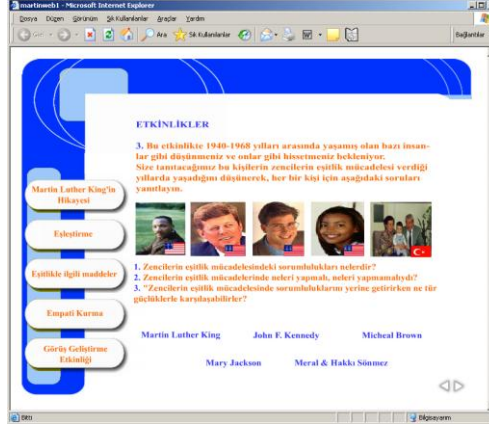 martinweb1 - Microsoft Internet Explorer
Dosya Düzen Görünüm Sık Kullanılanlar Araçlar Yardım
Geri Ara Sık Kullanılanlar Bağlantılar
ETKİNLİKLER
3. Bu etkinlikte 1940-1968 yılları arasında yaşamış olan bazı insan-
lar gibi düşünmeniz ve onlar gibi hissetmeniz bekleniyor.
Size tanıtacağımız bu kişilerin zencilerin eşitlik mücadelesi verdiği
yıllarda yaşadığını düşünerek, her bir kişi için aşağıdaki soruları
yanıtlayın.
Martin Luther King'in
Hikayesi
Eşleştirme
Eşitlikle ilgili maddeler
Empati Kurma
Görüş Geliştirme
Etkinliği
1. Zencilerin eşitlik mücadelesindeki sorumlulukları nelerdir?
2. Zencilerin eşitlik mücadelerinde neleri yapmalı, neleri yapmamalıydı?
3. "Zencilerin eşitlik mücadelesinde sorumluluklarını yerine getirirken ne tür
güçlüklerle karşılaşabilirler?
Martin Luther King John F. Kennedy Micheal Brown
Mary Jackson Meral & Hakkı Sönmez
Bitti Bilgisayarım